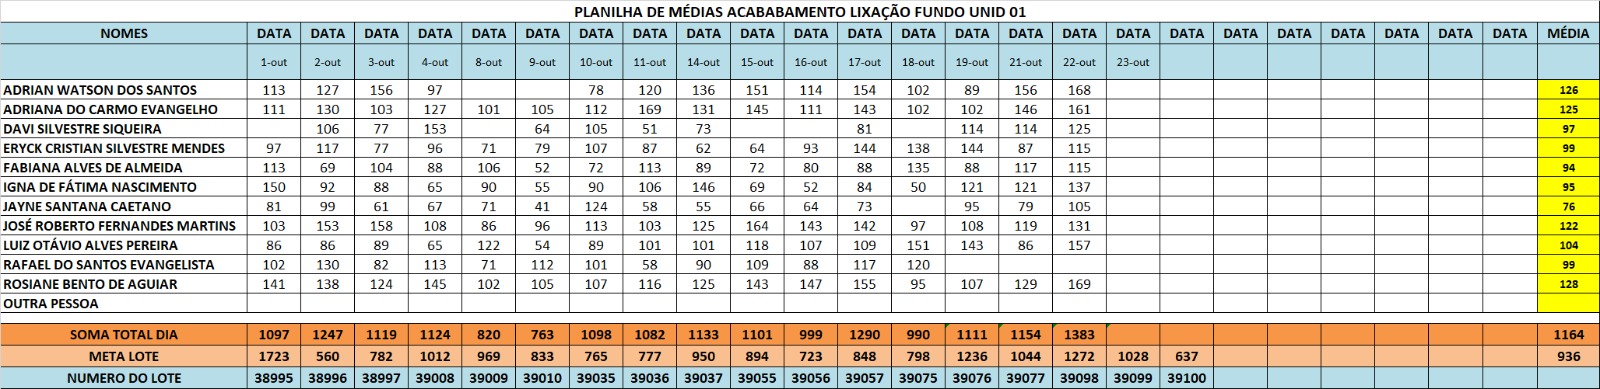 PLANILHA DE MÉDIAS ACABABAMENTO LIXAÇÃO FUNDO UNID 01
NOMES DATA DATA DATA DATA DATA DATA DATA DATA DATA DATA DATA DATA DATA DATA DATA DATA DATA DATA DATA DATA DATA DATA DATA DATA MÉDIA
1-out 2-out 3-out 4-out 8-out 9-out 10-out 11-out 14-out 15-out 16-out 17-out 18-out 19-out 21-out 22-out 23-out
ADRIAN WATSON DOS SANTOS 113 127 156 97 78 120 136 151 114 154 102 89 156 168 126
ADRIANA DO CARMO EVANGELHO 111 130 103 127 101 105 112 169 131 145 111 143 102 102 146 161 125
DAVI SILVESTRE SIQUEIRA 106 77 153 64 105 51 73 81 114 114 125 97
ERYCK CRISTIAN SILVESTRE MENDES 97 117 77 96 71 79 107 87 62 64 93 144 138 144 87 115 99
FABIANA ALVES DE ALMEIDA 113 69 104 88 106 52 72 113 89 72 80 88 135 88 117 115 94
IGNA DE FÁTIMA NASCIMENTO 150 92 88 65 90 55 90 106 146 69 52 84 50 121 121 137 95
JAYNE SANTANA CAETANO 81 99 61 67 71 41 124 58 55 66 64 73 95 79 105 76
JOSÉ ROBERTO FERNANDES MARTINS 103 153 158 108 86 96 113 103 125 164 143 142 97 108 119 131 122
LUIZ OTÁVIO ALVES PEREIRA 86 86 89 65 122 54 89 101 101 118 107 109 151 143 86 157 104
RAFAEL DO SANTOS EVANGELISTA 102 130 82 113 71 112 101 58 90 109 88 117 120 99
ROSIANE BENTO DE AGUIAR 141 138 124 145 102 105 107 116 125 143 147 155 95 107 129 169 128
OUTRA PESSOA
SOMA TOTAL DIA 1097 1247 1119 1124 820 763 1098 1082 1133 1101 999 1290 990 1111 1154 1383 1164
META LOTE 1723 560 782 1012 969 833 765 777 950 894 723 848 798 1236 1044 1272 1028 637 936
NUMERO DO LOTE 38995 38996 38997 39008 39009 39010 39035 39036 39037 39055 39056 39057 39075 39076 39077 39098 39099 39100